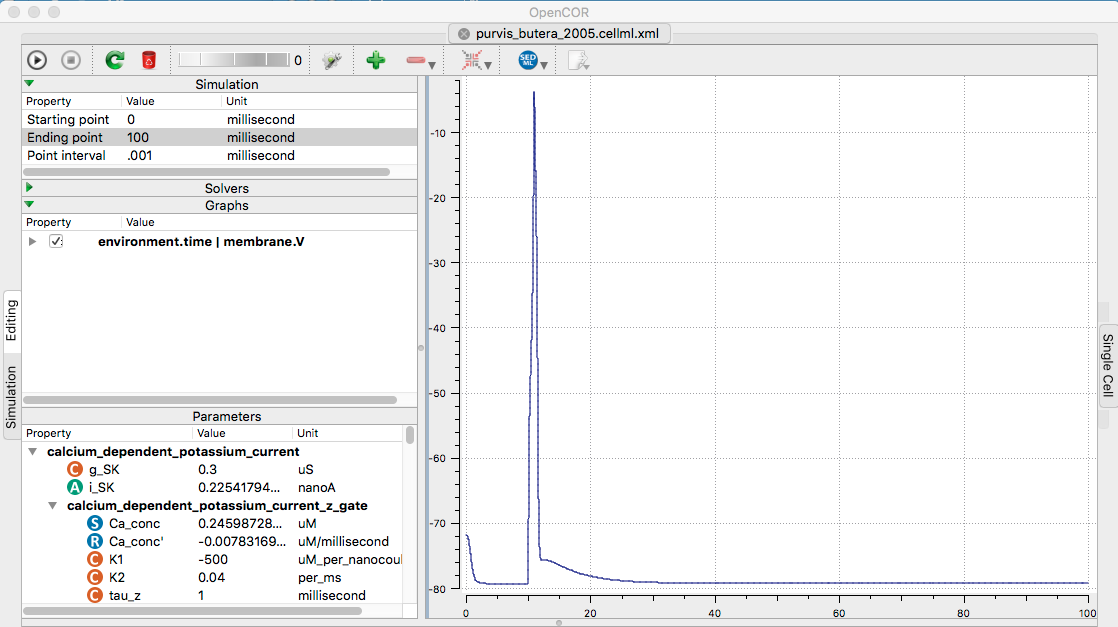 OpenCOR
purvis_butera_2005.cellml.xml
0
SED
ML
Simulation
Property Value Unit
Starting point 0 millisecond
Ending point 100 millisecond
Point interval .001 millisecond
Solvers
Graphs
Property Value
environment.time | membrane.V
Parameters
Property Value Unit
calcium_dependent_potassium_current
C g_SK 0.3 uS
A i_SK 0.22541794... nanoA
calcium_dependent_potassium_current_z_gate
S Ca_conc 0.24598728... uM
R Ca_conc' -0.00783169... uM/millisecond
C K1 -500 uM_per_nanocoul
C K2 0.04 per_ms
C tau_z 1 millisecond
Editing
Simulation
-10
-20
-30
-40
-50
-60
-70
-80
0 20 40 60 80 100
Single Cell